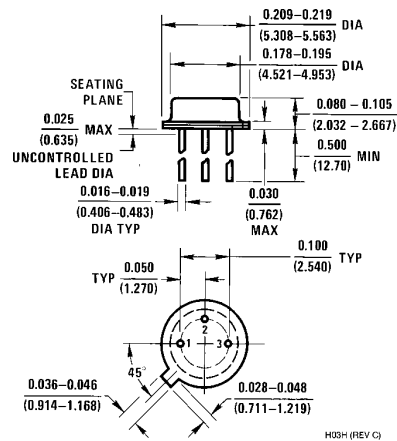 0.209–0.219 DIA
(5.308–5.563)
0.178–0.195 DIA
(4.521–4.953)
SEATING
PLANE
0.080 – 0.105
(2.032 – 2.667)
0.025 MAX
(0.635)
0.500 MIN
(12.70)
UNCONTROLLED
LEAD DIA
0.016–0.019
(0.406–0.483)
DIA TYP
0.030
(0.762)
MAX
0.100 TYP
(2.540)
TYP 0.050
(1.270)
2
1
3
45°
0.036–0.046
(0.914–1.168)
0.028–0.048
(0.711–1.219)
H03H (REV C)